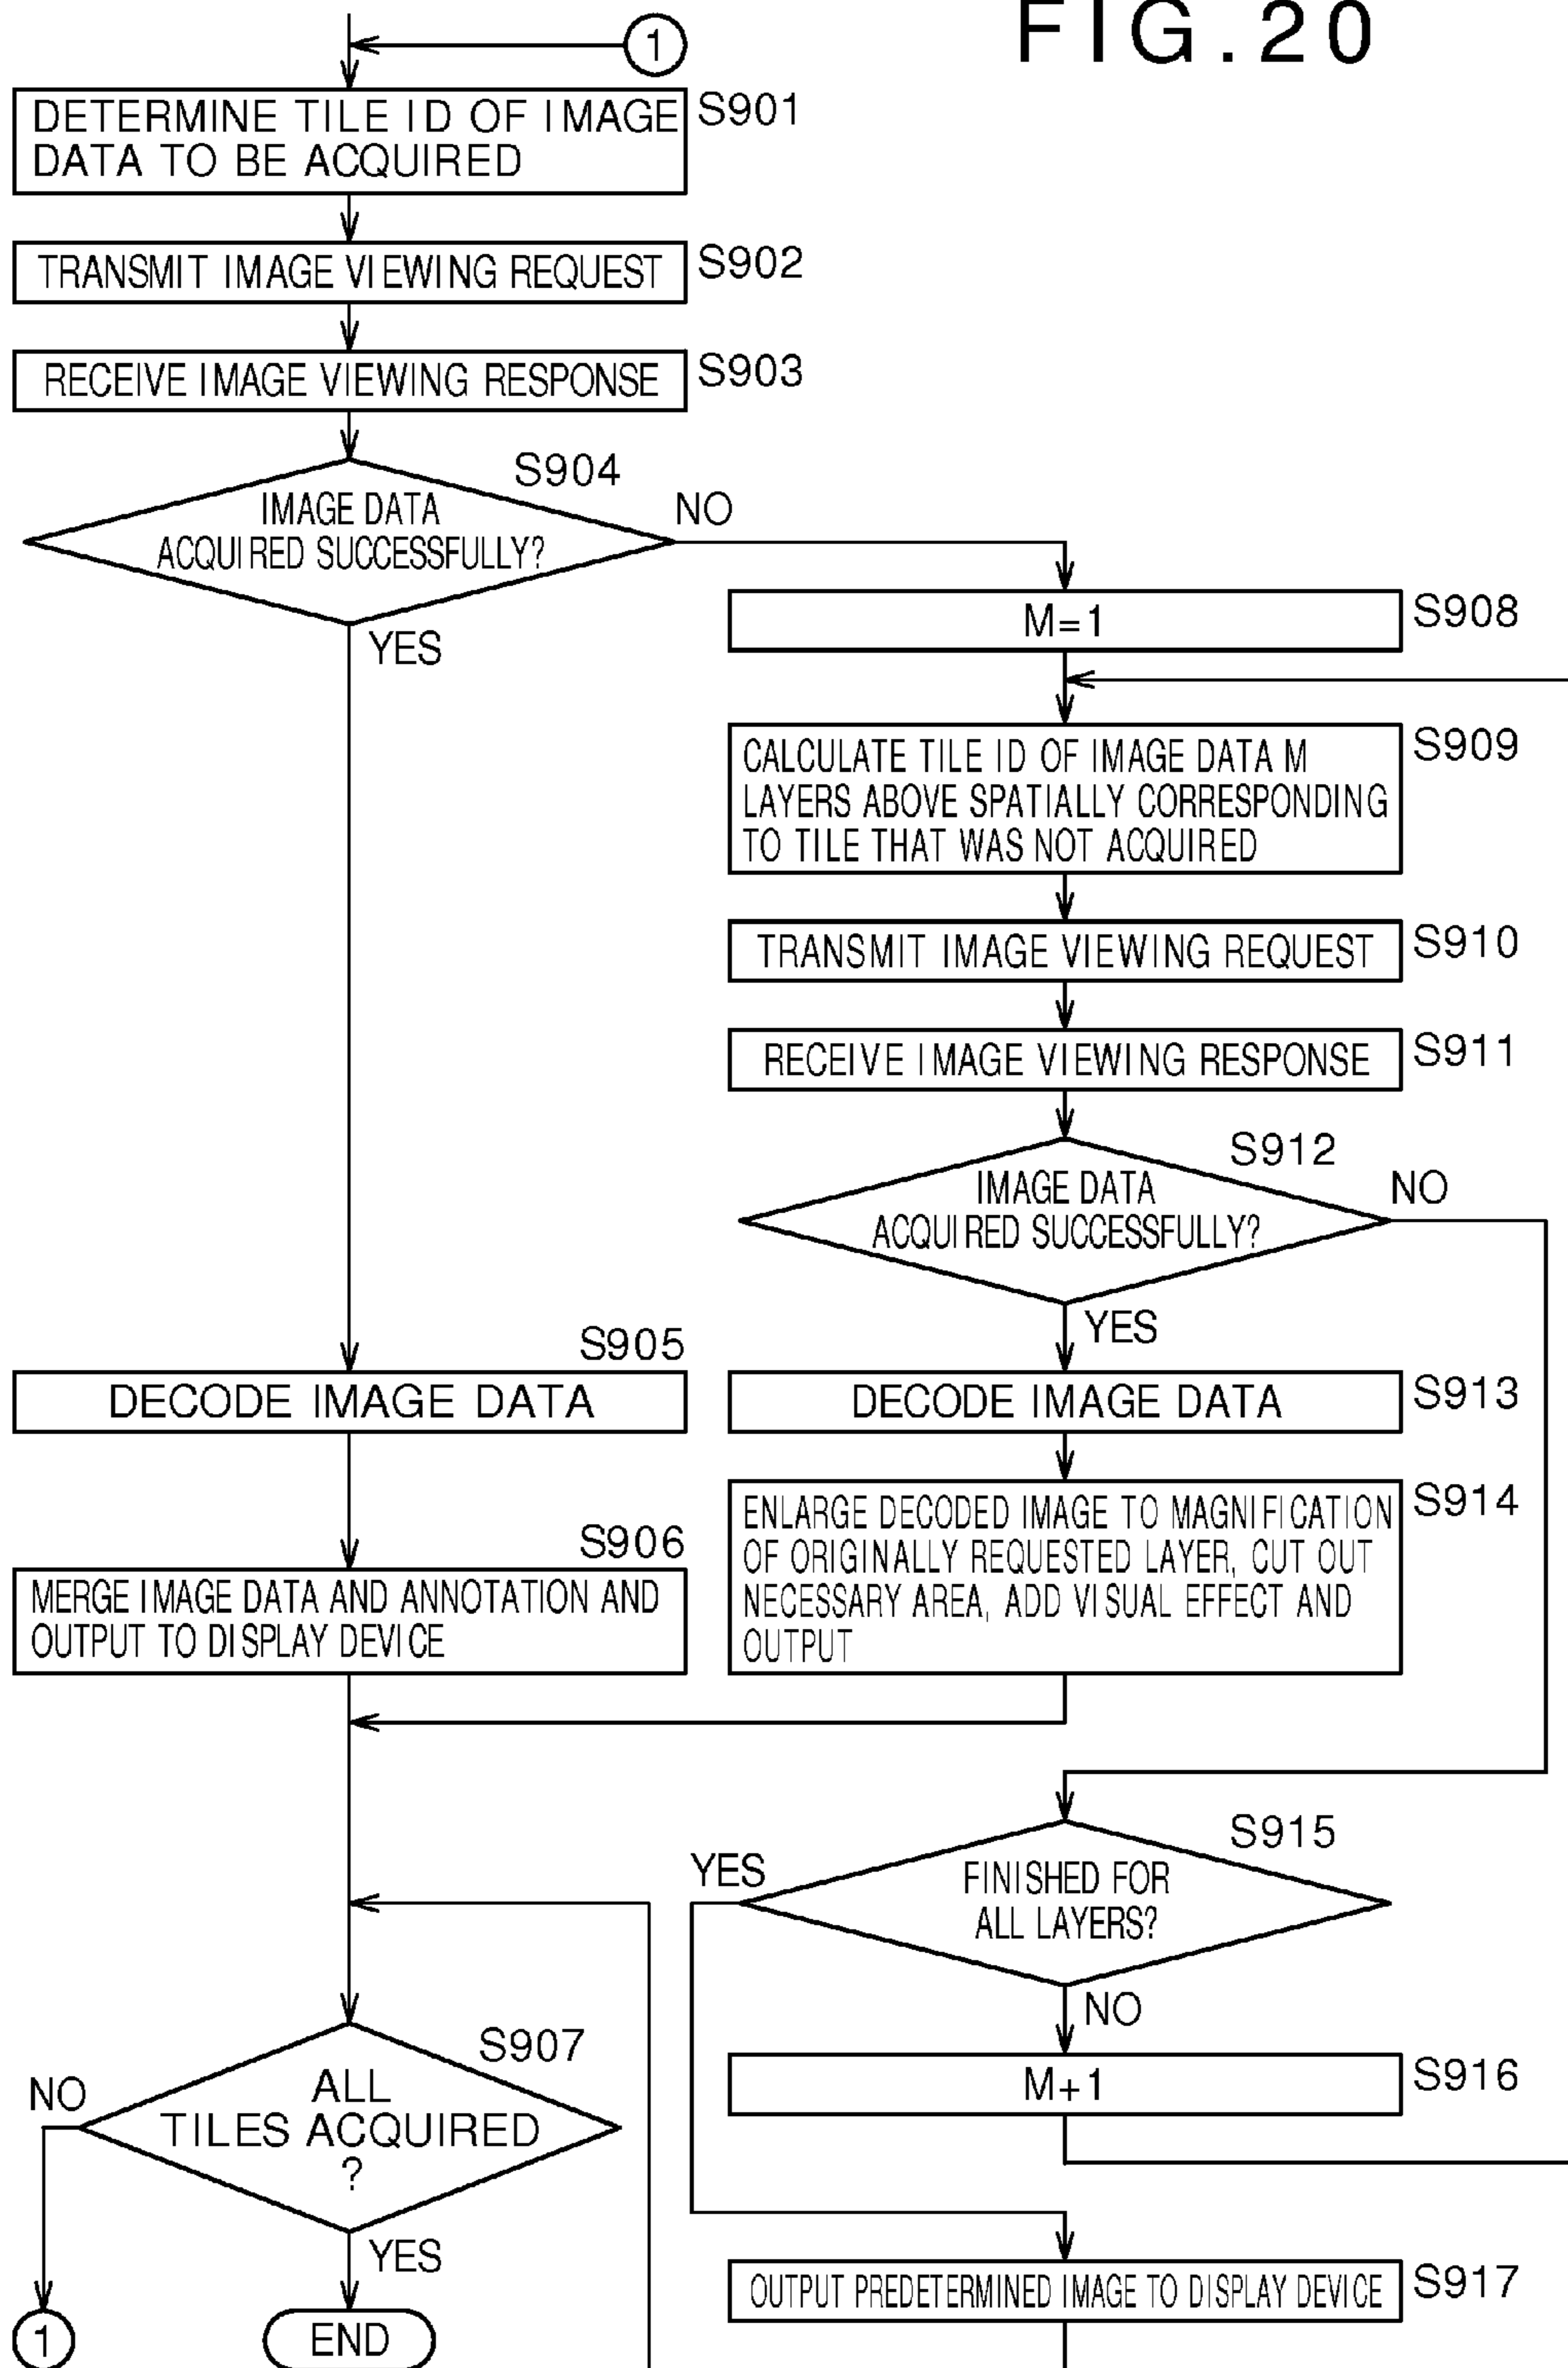 FIG.20
1
DETERMINE TILE ID OF IMAGE
DATA TO BE ACQUIRED
S901
TRANSMIT IMAGE VIEWING REQUEST
S902
RECEIVE IMAGE VIEWING RESPONSE
S903
S904
IMAGE DATA
ACQUIRED SUCCESSFULLY?
NO
YES
M=1
S908
CALCULATE TILE ID OF IMAGE DATA M
LAYERS ABOVE SPATIALLY CORRESPONDING
TO TILE THAT WAS NOT ACQUIRED
S909
TRANSMIT IMAGE VIEWING REQUEST
S910
RECEIVE IMAGE VIEWING RESPONSE
S911
S912
IMAGE DATA
ACQUIRED SUCCESSFULLY?
NO
YES
S905
DECODE IMAGE DATA
DECODE IMAGE DATA
S913
S906
MERGE IMAGE DATA AND ANNOTATION AND
OUTPUT TO DISPLAY DEVICE
ENLARGE DECODED IMAGE TO MAGNIFICATION
OF ORIGINALLY REQUESTED LAYER, CUT OUT
NECESSARY AREA, ADD VISUAL EFFECT AND
OUTPUT
S914
S915
YES
FINISHED FOR
ALL LAYERS?
NO
S907
NO
ALL
TILES ACQUIRED
?
YES
M+1
S916
OUTPUT PREDETERMINED IMAGE TO DISPLAY DEVICE
S917
1
END